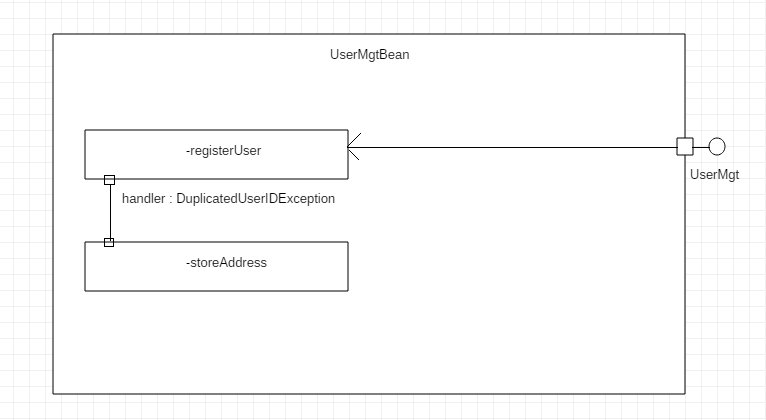 UserMgtBean
-registerUser
UserMgt
handler : DuplicatedUserIDException
-storeAddress